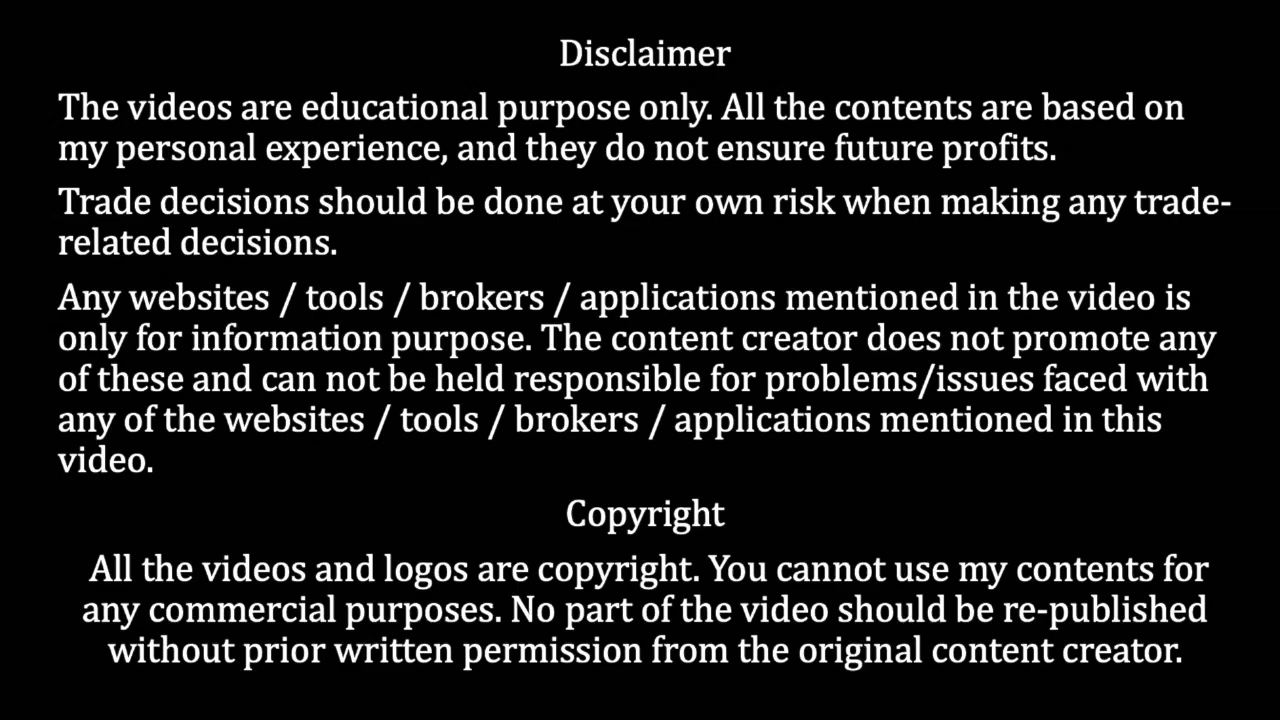 Disclaimer
The videos are educational purpose only. All the contents are based on
my personal experience, and they do not ensure future profits.
Trade decisions should be done at your own risk when making any trade-
related decisions.
Any websites / tools / brokers / applications mentioned in the video is
only for information purpose. The content creator does not promote any
of these and can not be held responsible for problems/issues faced with
any of the websites / tools / brokers / applications mentioned in this
video.
Copyright
All the videos and logos are copyright. You cannot use my contents for
any commercial purposes. No part of the video should be re-published
without prior written permission from the original content creator.